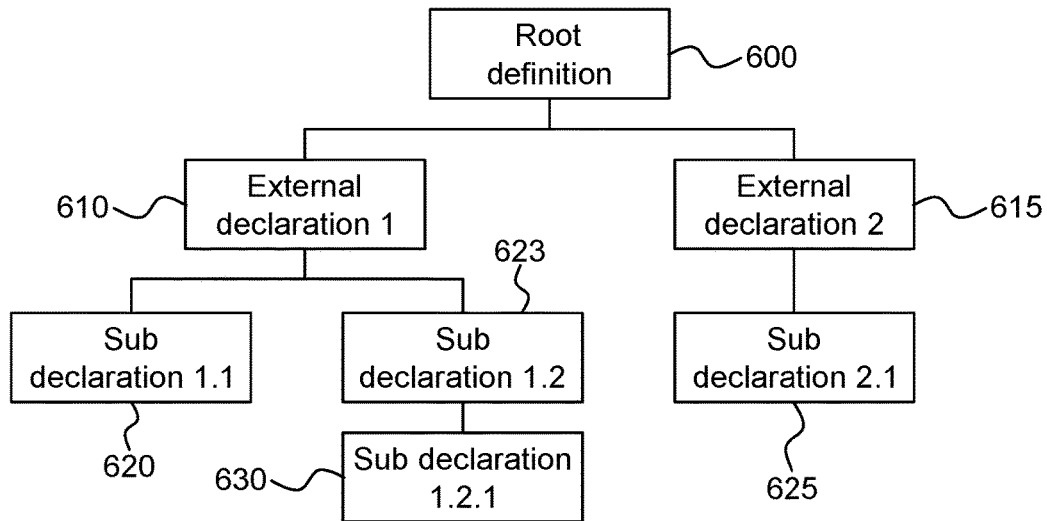 Root
definition
600
External
declaration 1
610
External
declaration 2
615
623
Sub
declaration 1.1
Sub
declaration 1.2
Sub
declaration 2.1
620
630
Sub declaration
1.2.1
625